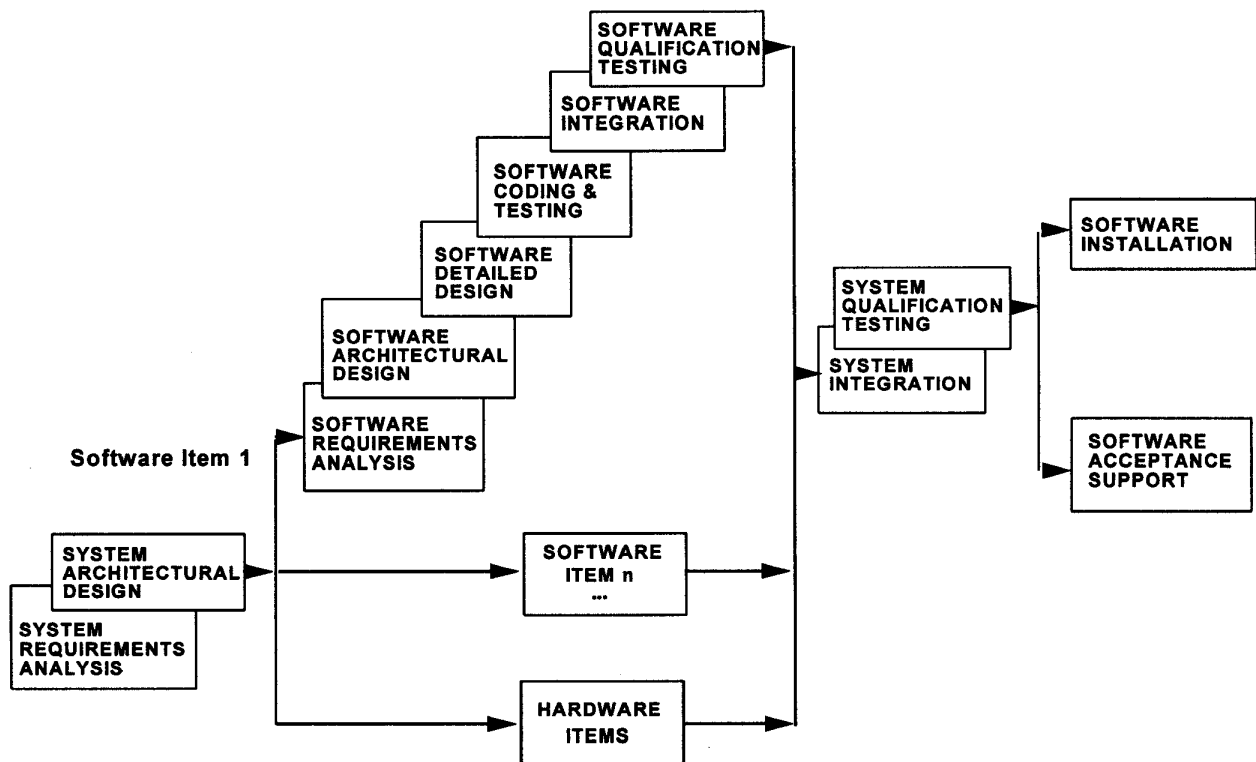 SYSTEM
REQUIREMENTS
ANALYSIS
SYSTEM
ARCHITECTURAL
DESIGN
Software Item 1
SOFTWARE
REQUIREMENTS
ANALYSIS
SOFTWARE
ARCHITECTURAL
DESIGN
SOFTWARE
DETAILED
DESIGN
SOFTWARE
CODING &
TESTING
SOFTWARE
INTEGRATION
SOFTWARE
QUALIFICATION
TESTING
SOFTWARE
ITEM n
...
HARDWARE
ITEMS
SYSTEM
INTEGRATION
SYSTEM
QUALIFICATION
TESTING
SOFTWARE
INSTALLATION
SOFTWARE
ACCEPTANCE
SUPPORT